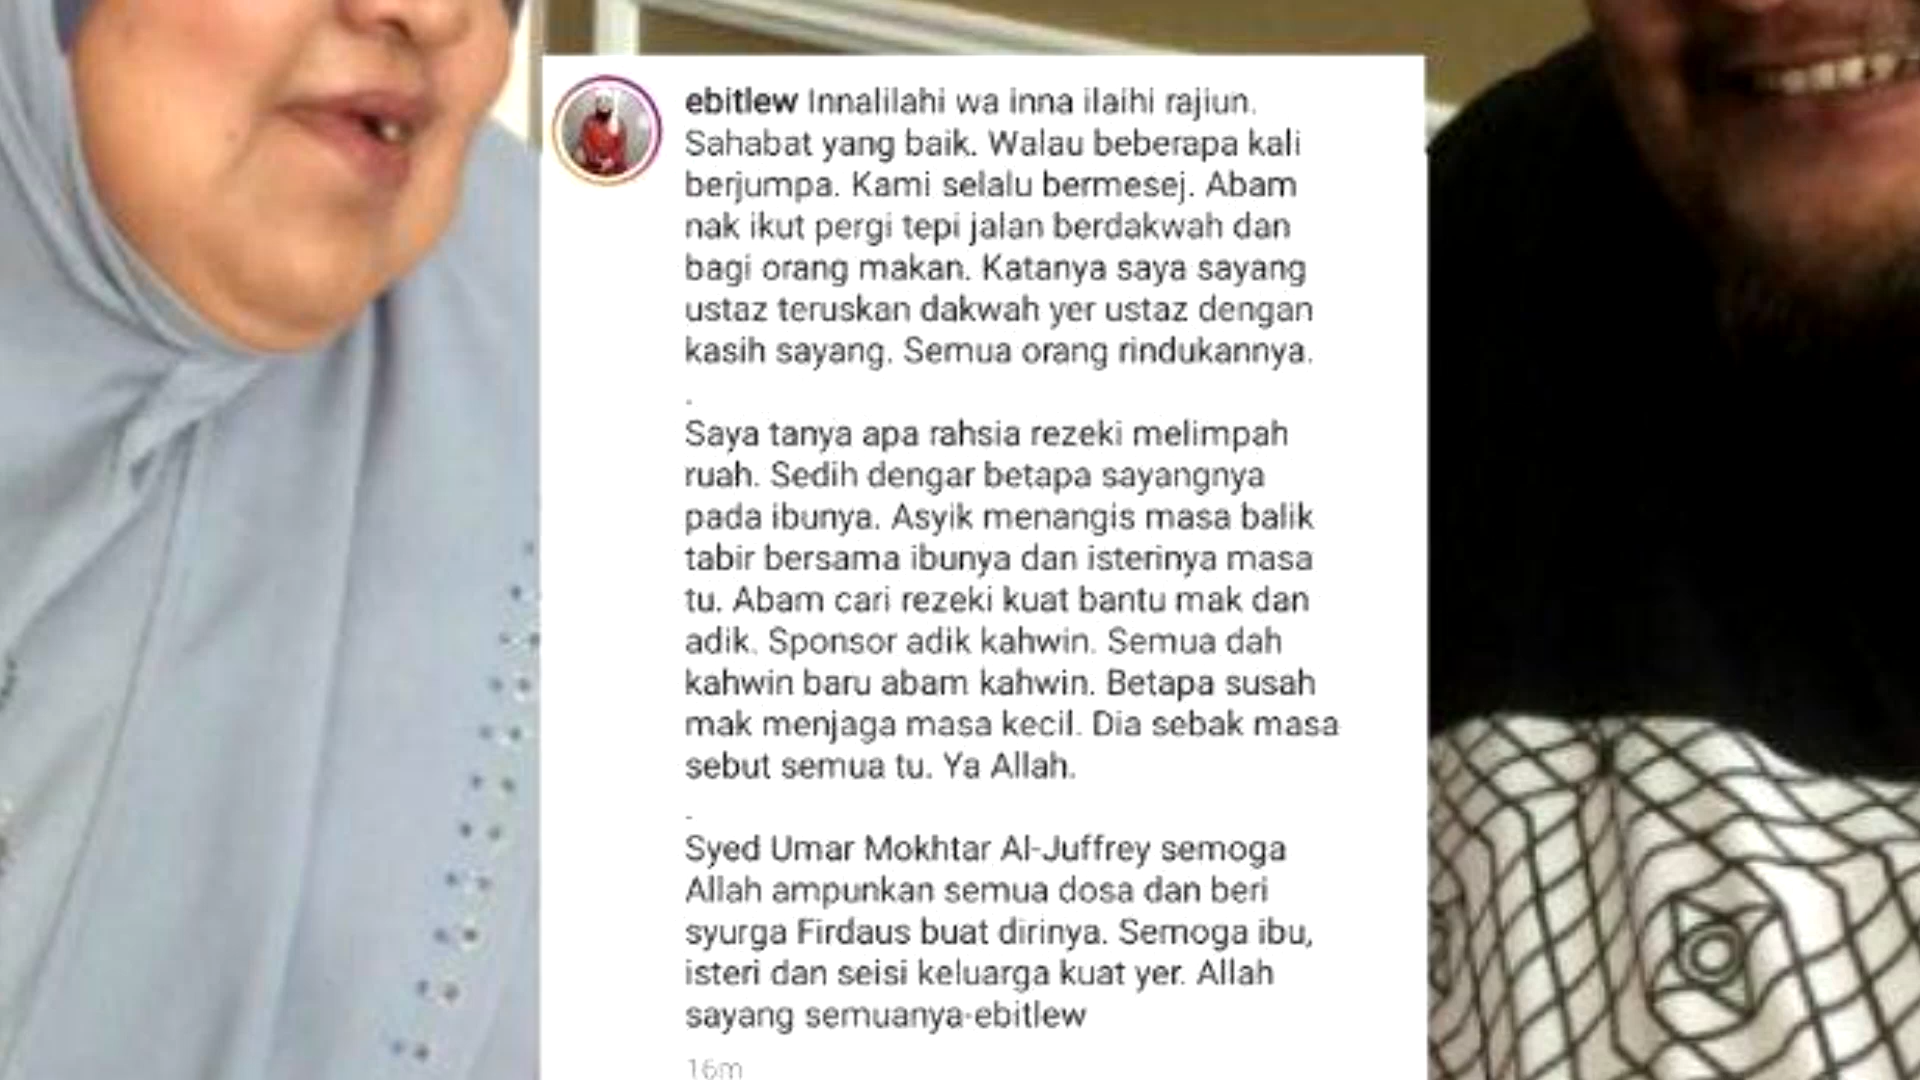 ebitlew Innalilahi wa inna ilaihi rajiun.
Sahabat yang baik. Walau beberapa kali
berjumpa. Kami selalu bermesej. Abam
nak ikut pergi tepi jalan berdakwah dan
bagi orang makan. Katanya saya sayang
ustaz teruskan dakwah yer ustaz dengan
kasih sayang. Semua orang rindukannya.
.
Saya tanya apa rahsia rezeki melimpah
ruah. Sedih dengar betapa sayangnya
pada ibunya. Asyik menangis masa balik
tabir bersama ibunya dan isterinya masa
tu. Abam cari rezeki kuat bantu mak dan
adik. Sponsor adik kahwin. Semua dah
kahwin baru abam kahwin. Betapa susah
mak menjaga masa kecil. Dia sebak masa
sebut semua tu. Ya Allah.
.
Syed Umar Mokhtar Al-Juffrey semoga
Allah ampunkan semua dosa dan beri
syurga Firdaus buat dirinya. Semoga ibu,
isteri dan seisi keluarga kuat yer. Allah
sayang semuanya-ebitlew
16m